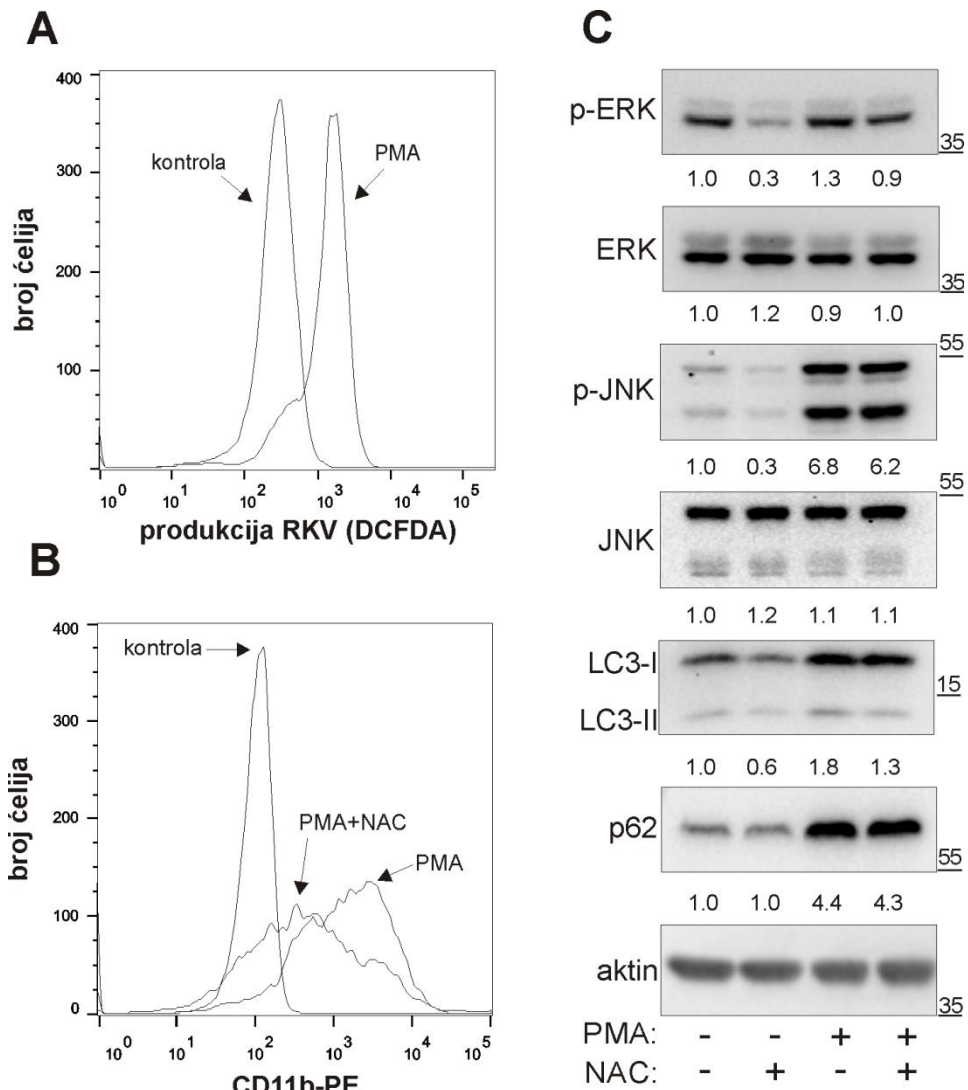 A
400
300
200
100
broj ćelija
kontrola
PMA
10^0 10^1 10^2 10^3 10^4 10^5
produkcija RKV (DCFDA)
B
400
300
200
100
0
broj ćelija
kontrola
PMA+NAC
PMA
10^0 10^1 10^2 10^3 10^4 10^5
CD11b-PE
C
p-ERK
35
1.0 0.3 1.3 0.9
ERK
35
1.0 1.2 0.9 1.0
55
p-JNK
1.0 0.3 6.8 6.2
55
JNK
1.0 1.2 1.1 1.1
LC3-I
15
LC3-II
1.0 0.6 1.8 1.3
p62
55
1.0 1.0 4.4 4.3
aktin
35
PMA: - - + +
NAC: - + - +